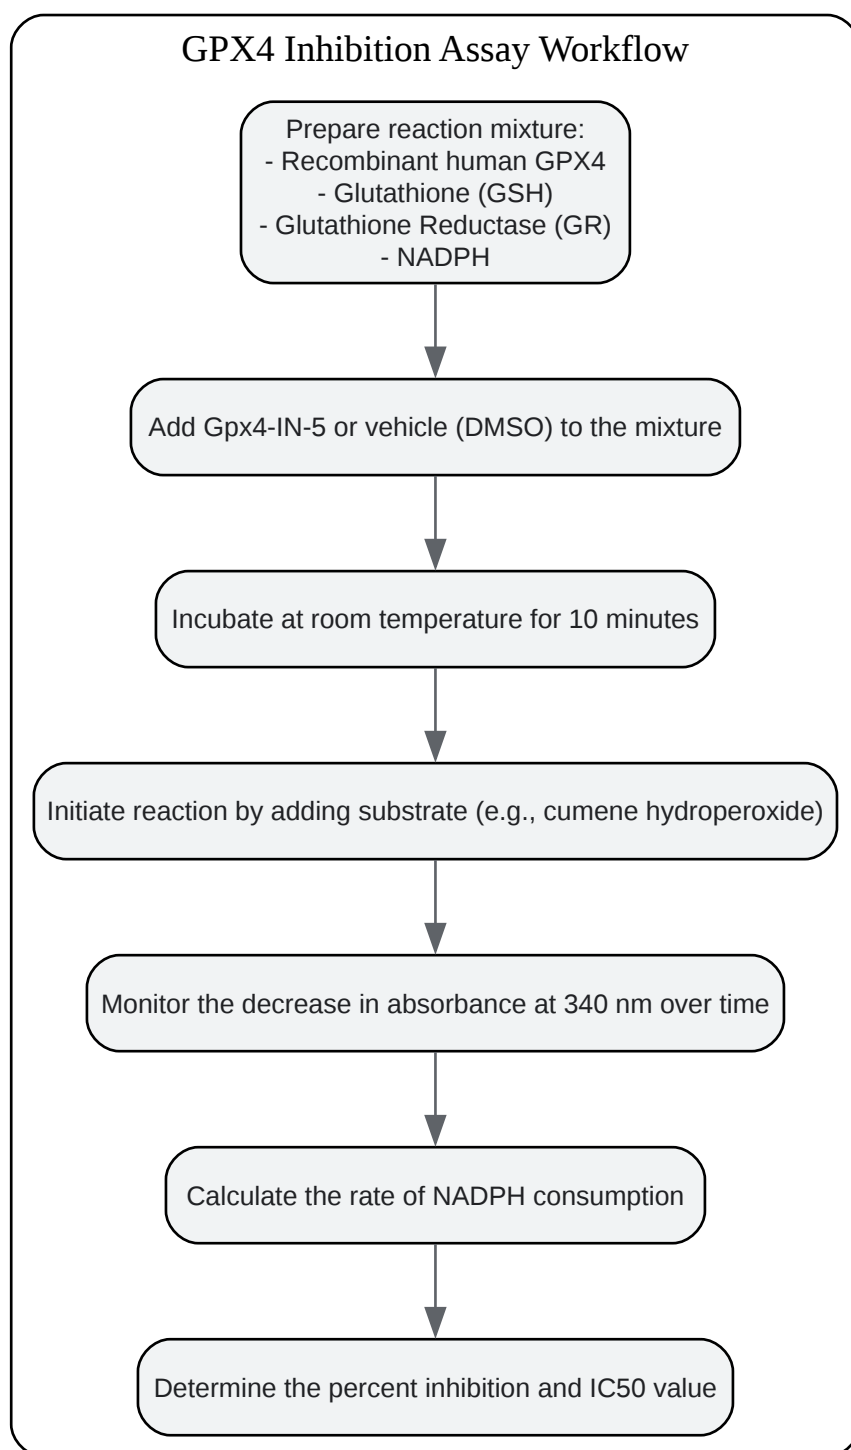 GPX4 Inhibition Assay Workflow
Prepare reaction mixture:
- Recombinant human GPX4
- Glutathione (GSH)
- Glutathione Reductase (GR)
- NADPH
Add Gpx4-IN-5 or vehicle (DMSO) to the mixture
Incubate at room temperature for 10 minutes
Initiate reaction by adding substrate (e.g., cumene hydroperoxide)
Monitor the decrease in absorbance at 340 nm over time
Calculate the rate of NADPH consumption
Determine the percent inhibition and IC50 value